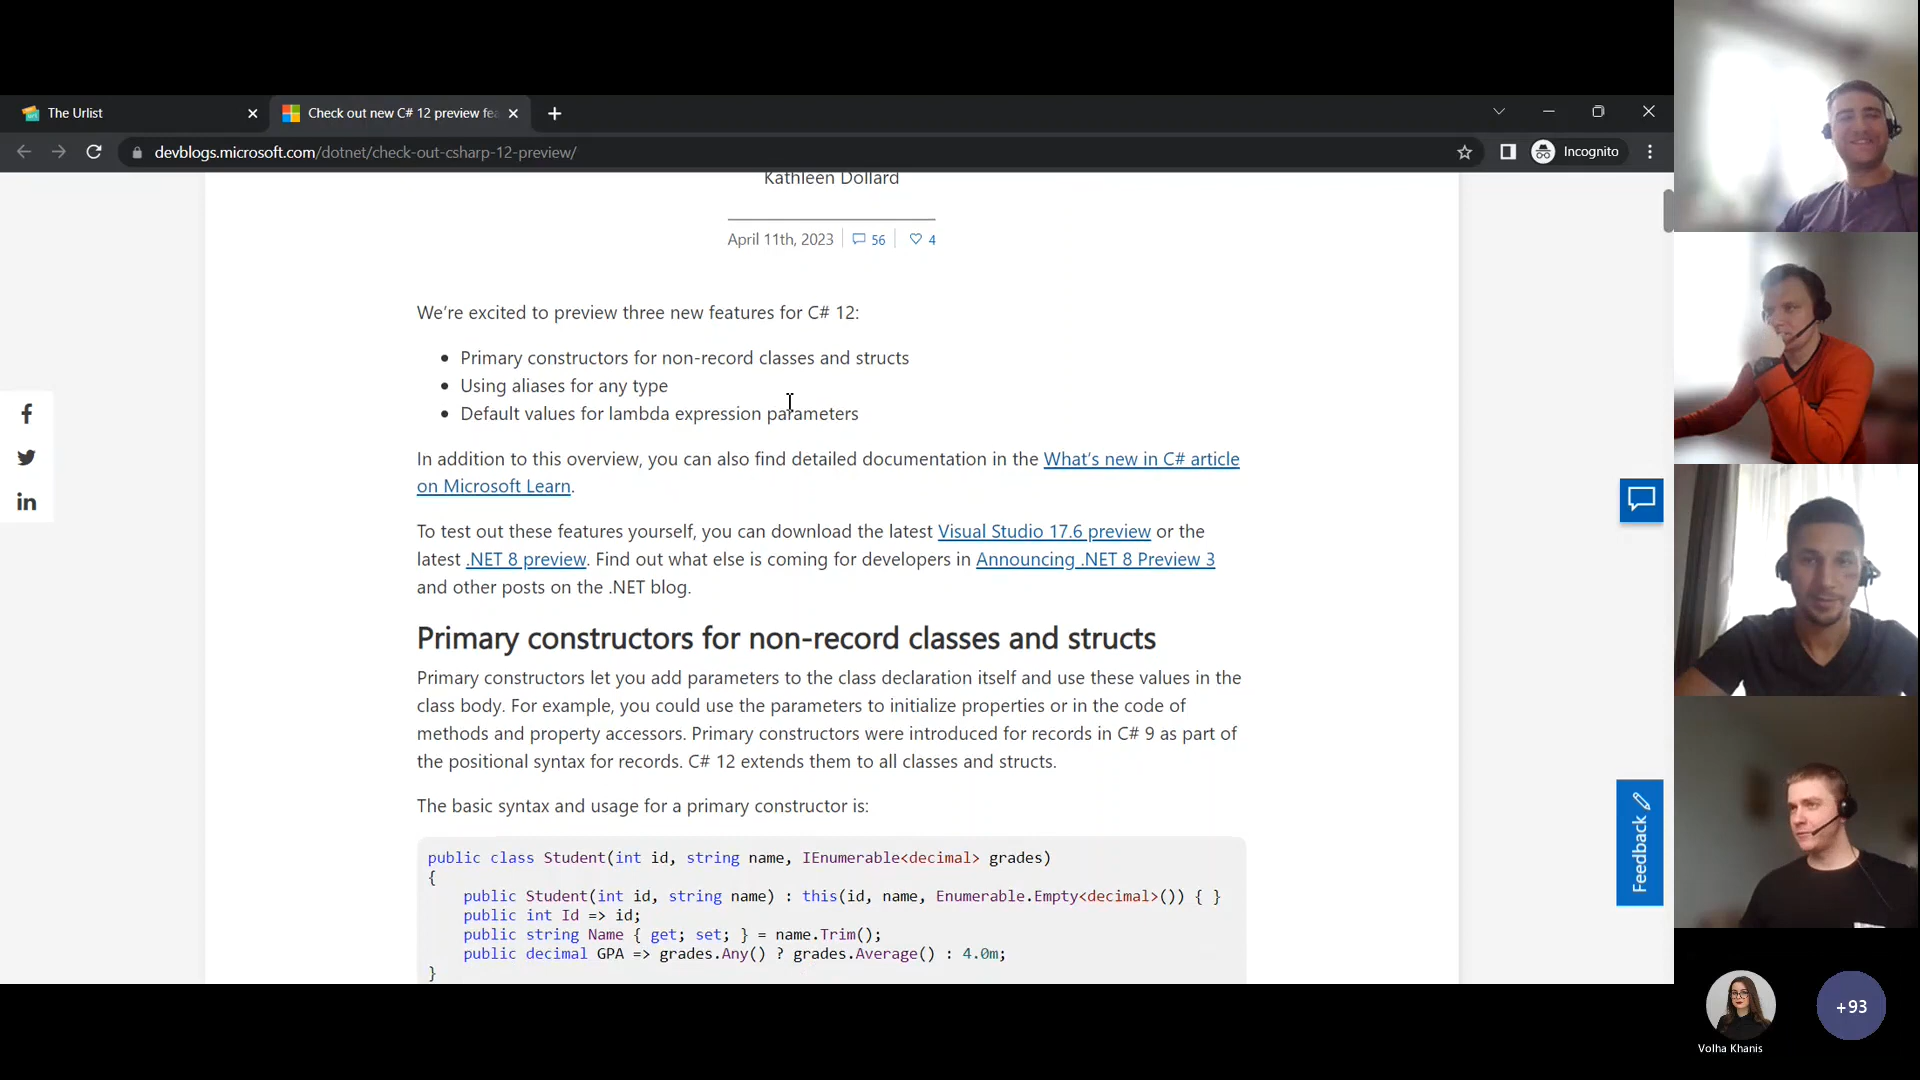 The Urlist
Check out new C# 12 preview fea
devblogs.microsoft.com/dotnet/check-out-csharp-12-preview/
Incognito
Kathleen Dollard
April 11th, 2023 56 4
We're excited to preview three new features for C# 12:
Primary constructors for non-record classes and structs
Using aliases for any type
Default values for lambda expression parameters
In addition to this overview, you can also find detailed documentation in the What's new in C# article
on Microsoft Learn.
To test out these features yourself, you can download the latest Visual Studio 17.6 preview or the
latest .NET 8 preview. Find out what else is coming for developers in Announcing .NET 8 Preview 3
and other posts on the .NET blog.
Primary constructors for non-record classes and structs
Primary constructors let you add parameters to the class declaration itself and use these values in the
class body. For example, you could use the parameters to initialize properties or in the code of
methods and property accessors. Primary constructors were introduced for records in C# 9 as part of
the positional syntax for records. C# 12 extends them to all classes and structs.
The basic syntax and usage for a primary constructor is:
public class Student(int id, string name, IEnumerable<decimal> grades)
{
public Student(int id, string name) : this(id, name, Enumerable.Empty<decimal>()) { }
public int Id => id;
public string Name { get; set; } = name.Trim();
public decimal GPA => grades.Any() ? grades.Average() : 4.0m;
}
Feedback
Volha Khanis
+93